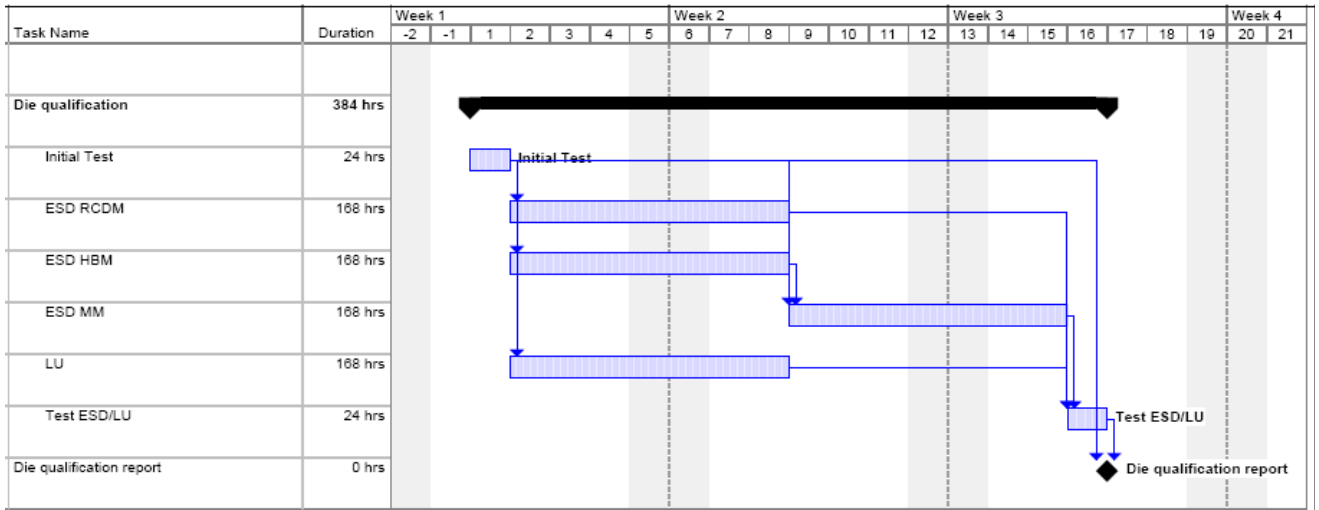 Week 1 Week 2 Week 3 Week 4
Task Name Duration -2 -1 1 2 3 4 5 6 7 8 9 10 11 12 13 14 15 16 17 18 19 20 21
Die qualification 384 hrs
Initial Test 24 hrs Initial Test
ESD RCDM 168 hrs
ESD HBM 168 hrs
ESD MM 168 hrs
LU 168 hrs
Test ESD/LU 24 hrs Test ESD/LU
Die qualification report 0 hrs Die qualification report